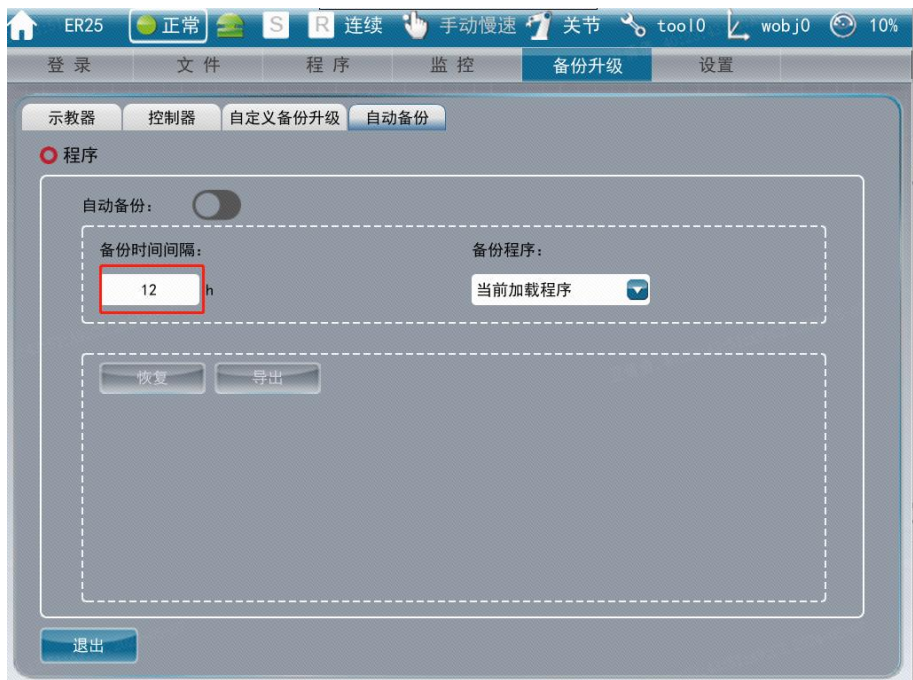 ER25 正常 S R 连续 手动慢速 关节 tool0 wobj0 10%
登录 文件 程序 监控 备份升级 设置
示教器 控制器 自定义备份升级 自动备份
程序
自动备份：
备份时间间隔： 备份程序：
12 h 当前加载程序
恢复 导出
退出